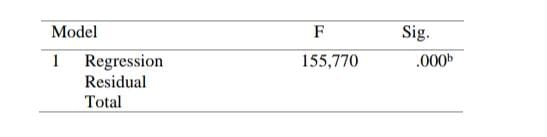 Model F Sig.
1 Regression 155,770 .000ᵇ
Residual
Total